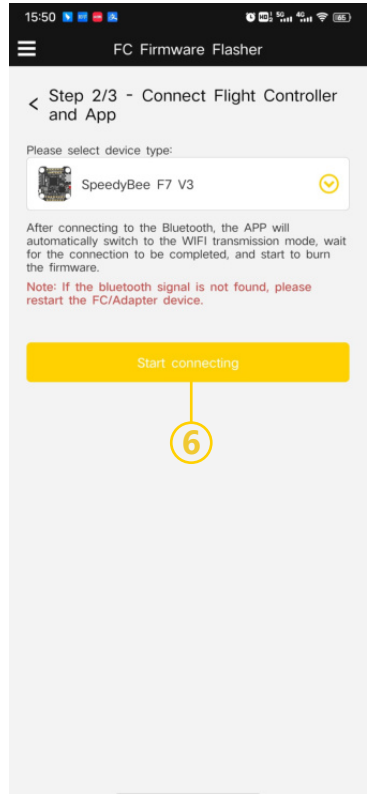 15:50
5G 4G 65
FC Firmware Flasher
Step 2/3 - Connect Flight Controller
and App
Please select device type:
SpeedyBee F7 V3
After connecting to the Bluetooth, the APP will
automatically switch to the WIFI transmission mode, wait
for the connection to be completed, and start to burn
the firmware.
Note: If the bluetooth signal is not found, please
restart the FC/Adapter device.
Start connecting
6